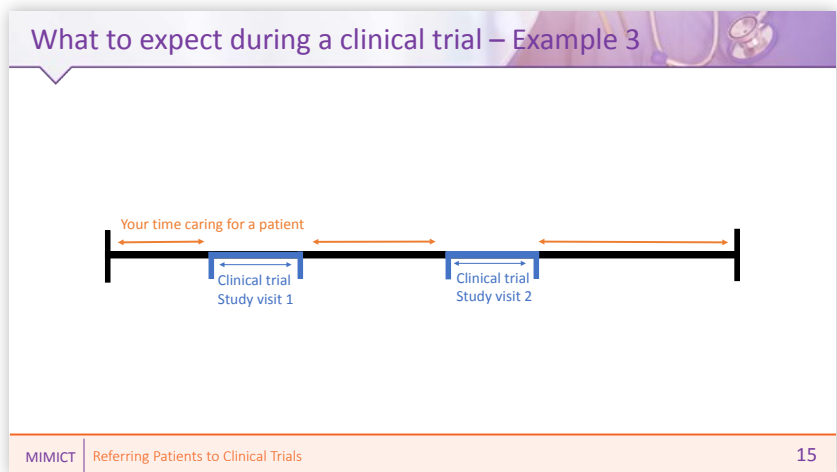 What to expect during a clinical trial – Example 3
Your time caring for a patient
Clinical trial
Study visit 1
Clinical trial
Study visit 2
MIMICT Referring Patients to Clinical Trials 15